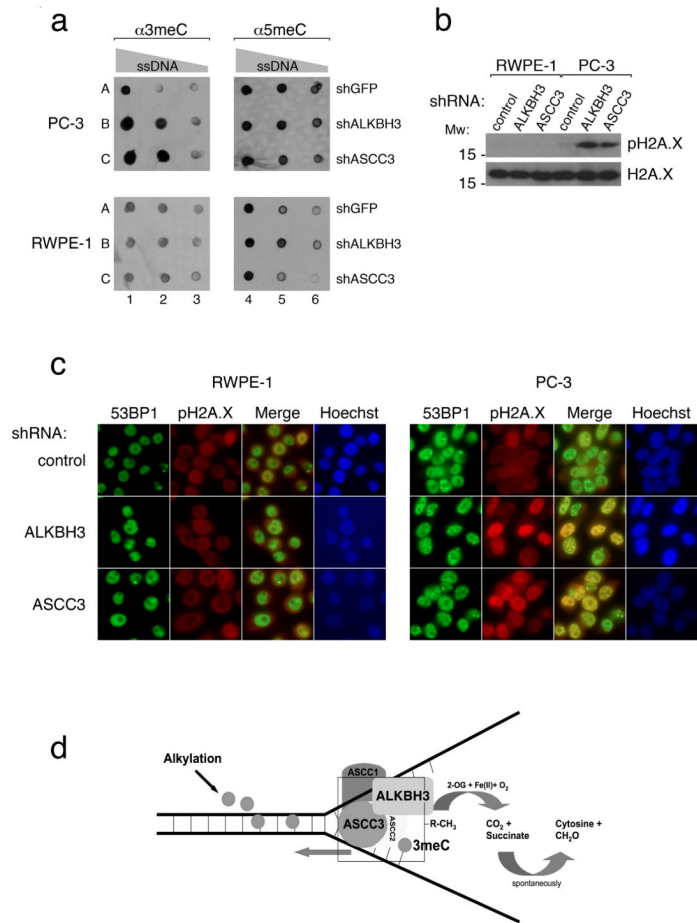 a
α3meC α5meC
ssDNA ssDNA
PC-3
A shGFP
B shALKBH3
C shASCC3
RWPE-1
A shGFP
B shALKBH3
C shASCC3
1 2 3 4 5 6
b
RWPE-1 PC-3
shRNA: control ALKBH3 ASCC3 control ALKBH3 ASCC3
Mw:
15 - pH2A.X
15 - H2A.X
c
RWPE-1 PC-3
53BP1 pH2A.X Merge Hoechst 53BP1 pH2A.X Merge Hoechst
shRNA:
control
ALKBH3
ASCC3
d
Alkylation
ASCC1
ALKBH3
ASCC3
ASCC2
3meC
R-CH3
2-OG + Fe(II)+ O2
CO2 +
Succinate
Cytosine +
CH2O
spontaneously